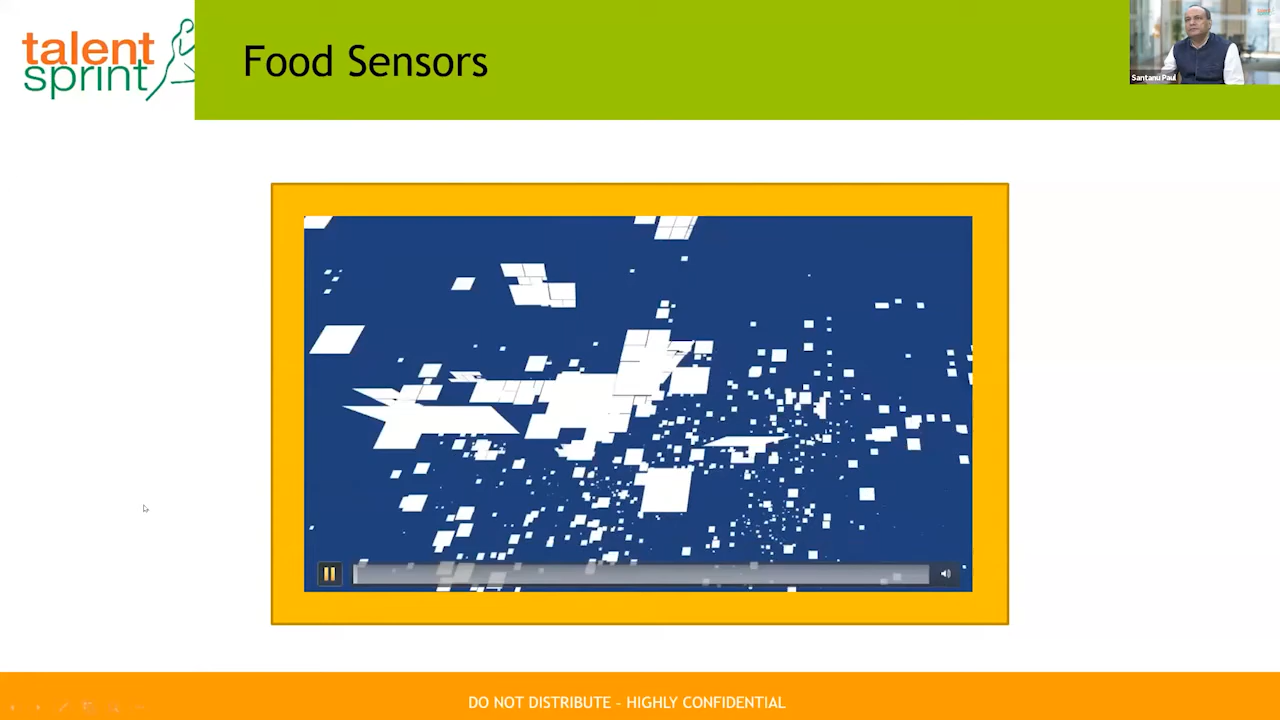 talent
sprint
Food Sensors
Santanu Paul
DO NOT DISTRIBUTE - HIGHLY CONFIDENTIAL